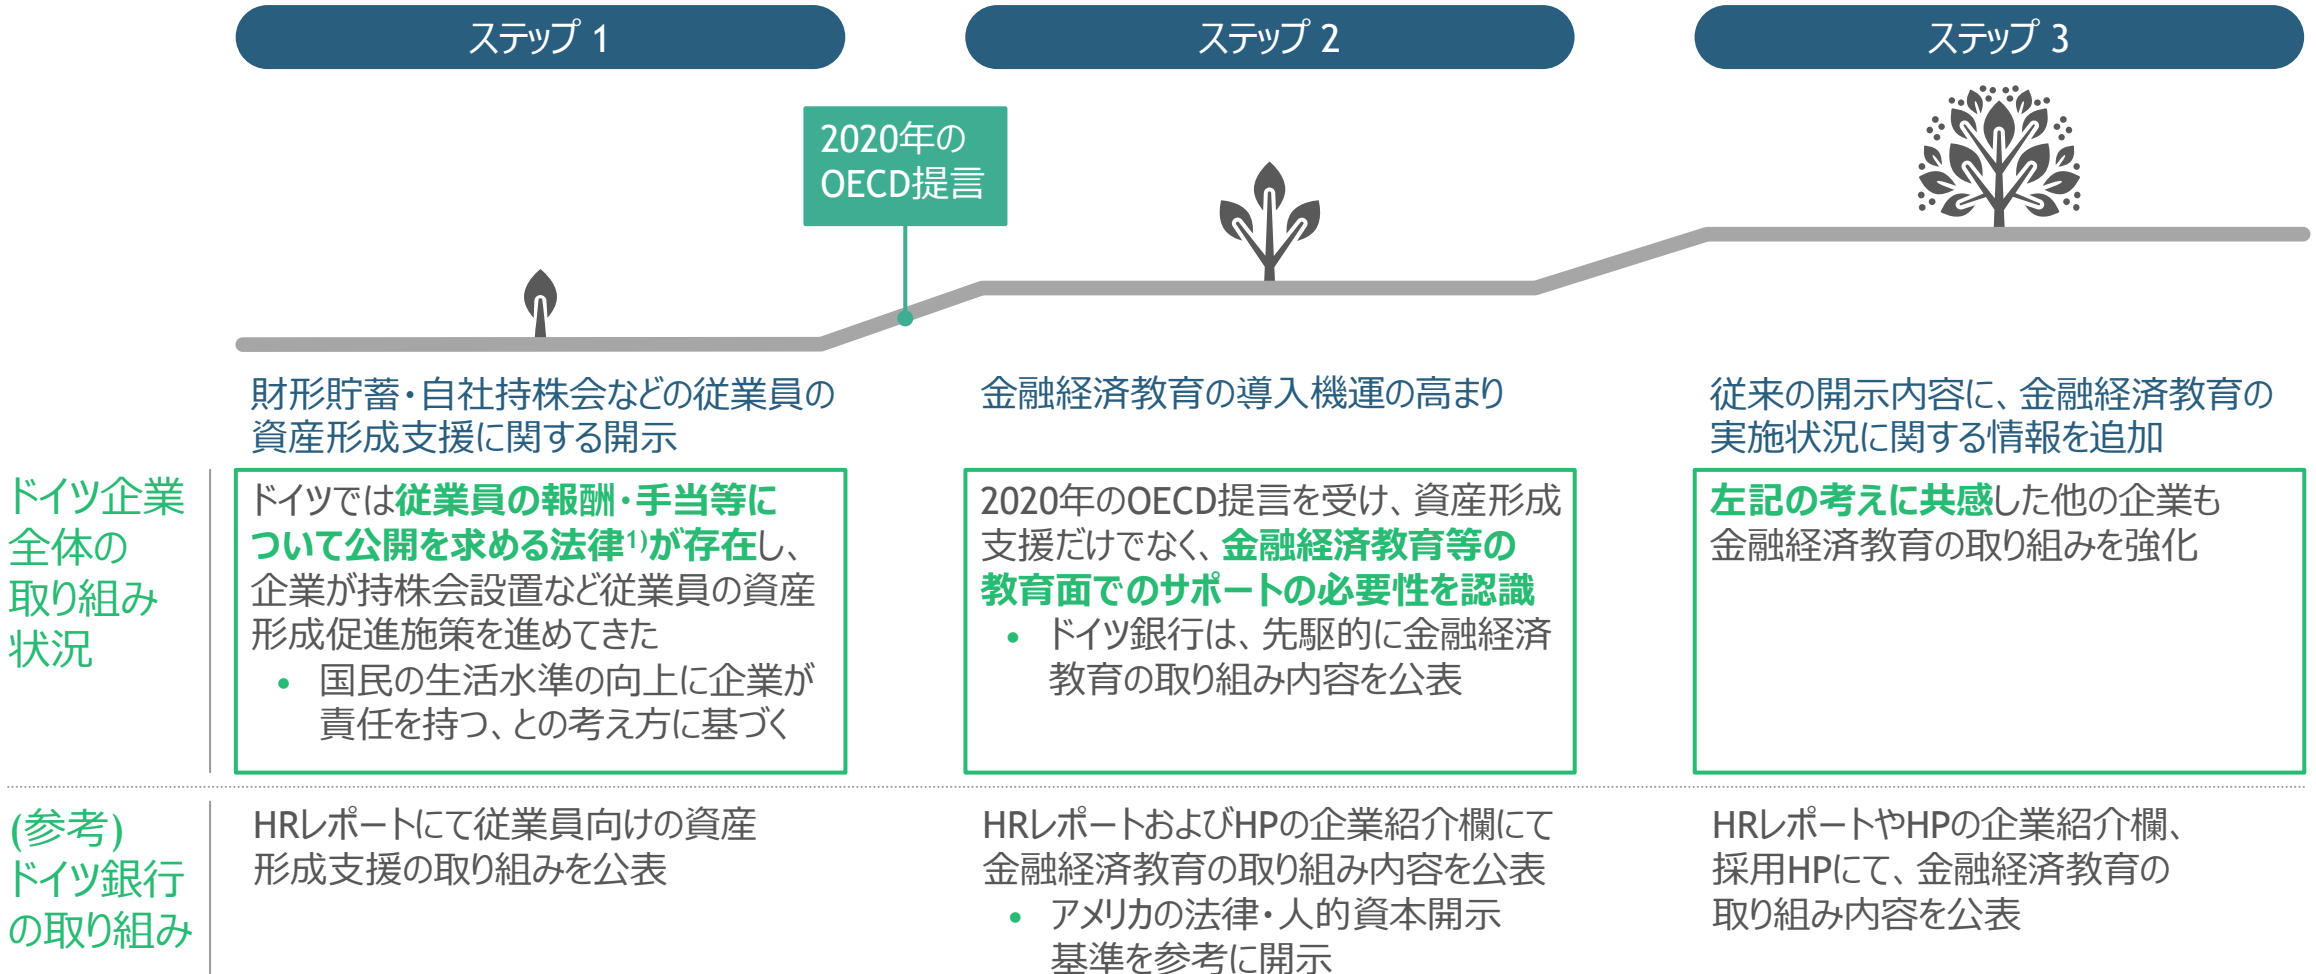 ステップ 1
ステップ 2
ステップ 3
2020年の
OECD提言
財形貯蓄・自社持株会などの従業員の
資産形成支援に関する開示
金融経済教育の導入機運の高まり
従来の開示内容に、金融経済教育の
実施状況に関する情報を追加
ドイツ企業
全体の
取り組み
状況
ドイツでは従業員の報酬・手当等に
ついて公開を求める法律1)が存在し、
企業が持株会設置など従業員の資産
形成促進施策を進めてきた
• 国民の生活水準の向上に企業が
責任を持つ、との考え方に基づく
2020年のOECD提言を受け、資産形成
支援だけでなく、金融経済教育等の
教育面でのサポートの必要性を認識
• ドイツ銀行は、先駆的に金融経済
教育の取り組み内容を公表
左記の考えに共感した他の企業も
金融経済教育の取り組みを強化
(参考)
ドイツ銀行
の取り組み
HRレポートにて従業員向けの資産
形成支援の取り組みを公表
HRレポートおよびHPの企業紹介欄にて
金融経済教育の取り組み内容を公表
• アメリカの法律・人的資本開示
基準を参考に開示
HRレポートやHPの企業紹介欄、
採用HPにて、金融経済教育の
取り組み内容を公表